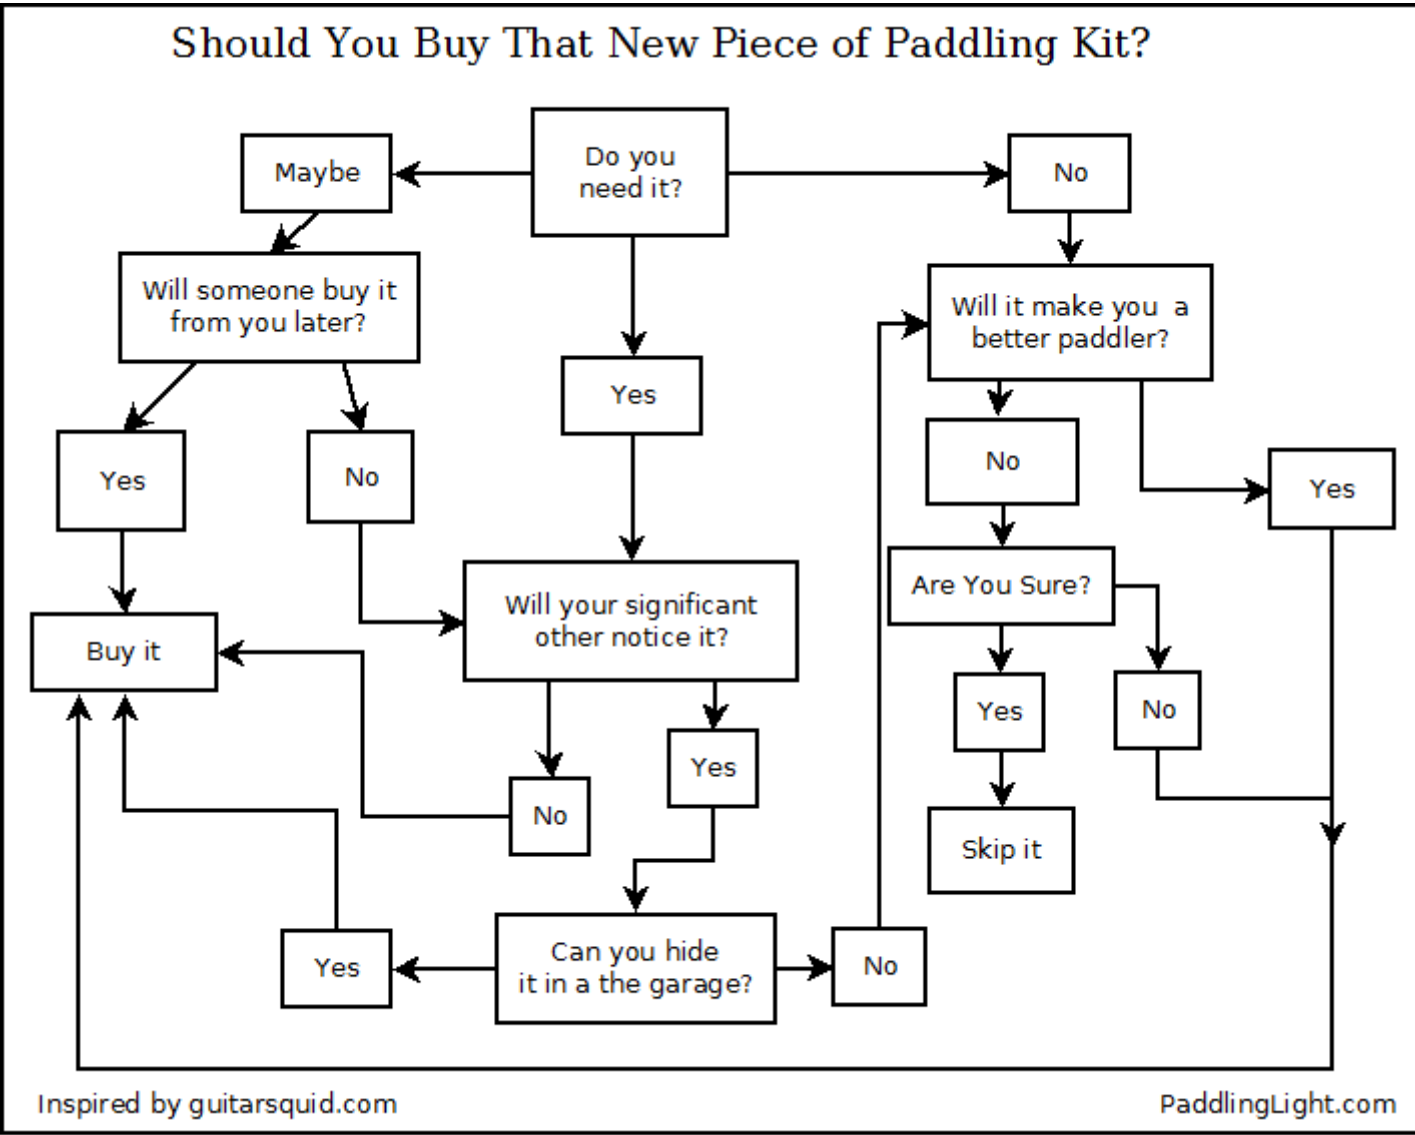 Should You Buy That New Piece of Paddling Kit?
Do you
need it?
Maybe
No
Will someone buy it
from you later?
Will it make you a
better paddler?
Yes
Yes
No
No
Yes
Will your significant
other notice it?
Are You Sure?
Buy it
Yes
No
Yes
No
Skip it
Can you hide
it in a the garage?
Yes
No
Inspired by guitarsquid.com
PaddlingLight.com